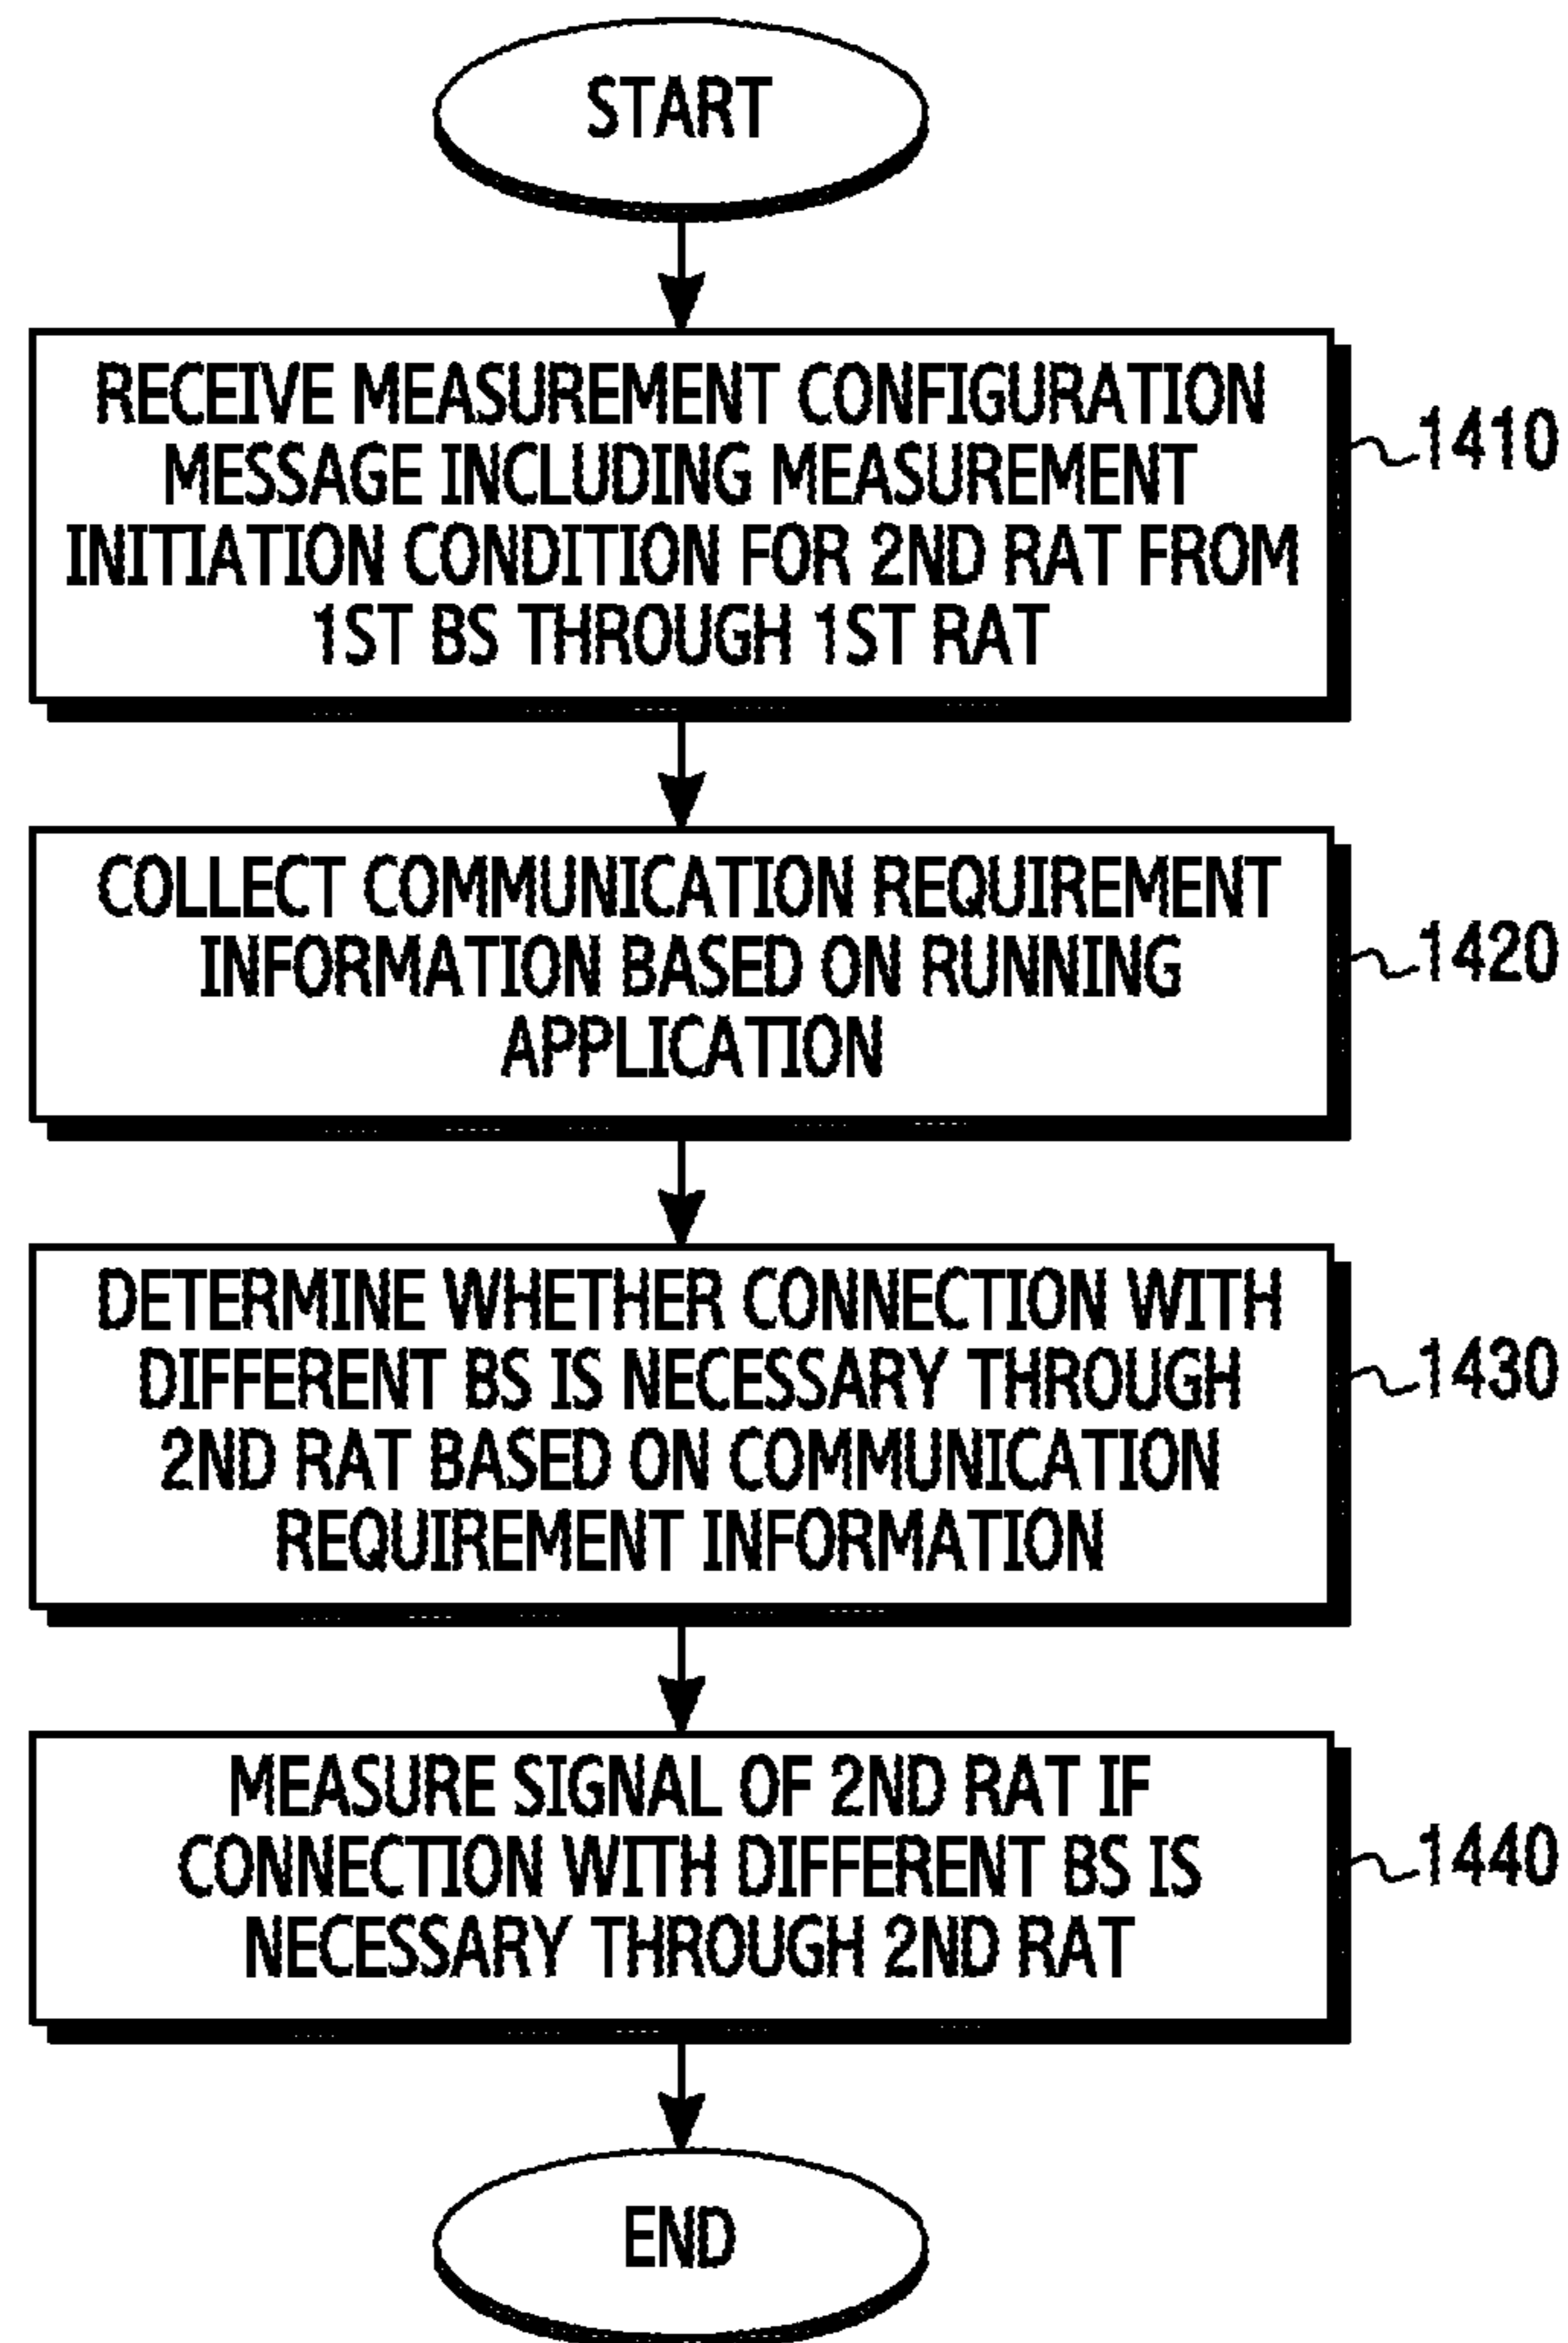 START
RECEIVE MEASUREMENT CONFIGURATION
MESSAGE INCLUDING MEASUREMENT
INITIATION CONDITION FOR 2ND RAT FROM
1ST BS THROUGH 1ST RAT
1410
COLLECT COMMUNICATION REQUIREMENT
INFORMATION BASED ON RUNNING
APPLICATION
1420
DETERMINE WHETHER CONNECTION WITH
DIFFERENT BS IS NECESSARY THROUGH
2ND RAT BASED ON COMMUNICATION
REQUIREMENT INFORMATION
1430
MEASURE SIGNAL OF 2ND RAT IF
CONNECTION WITH DIFFERENT BS IS
NECESSARY THROUGH 2ND RAT
1440
END